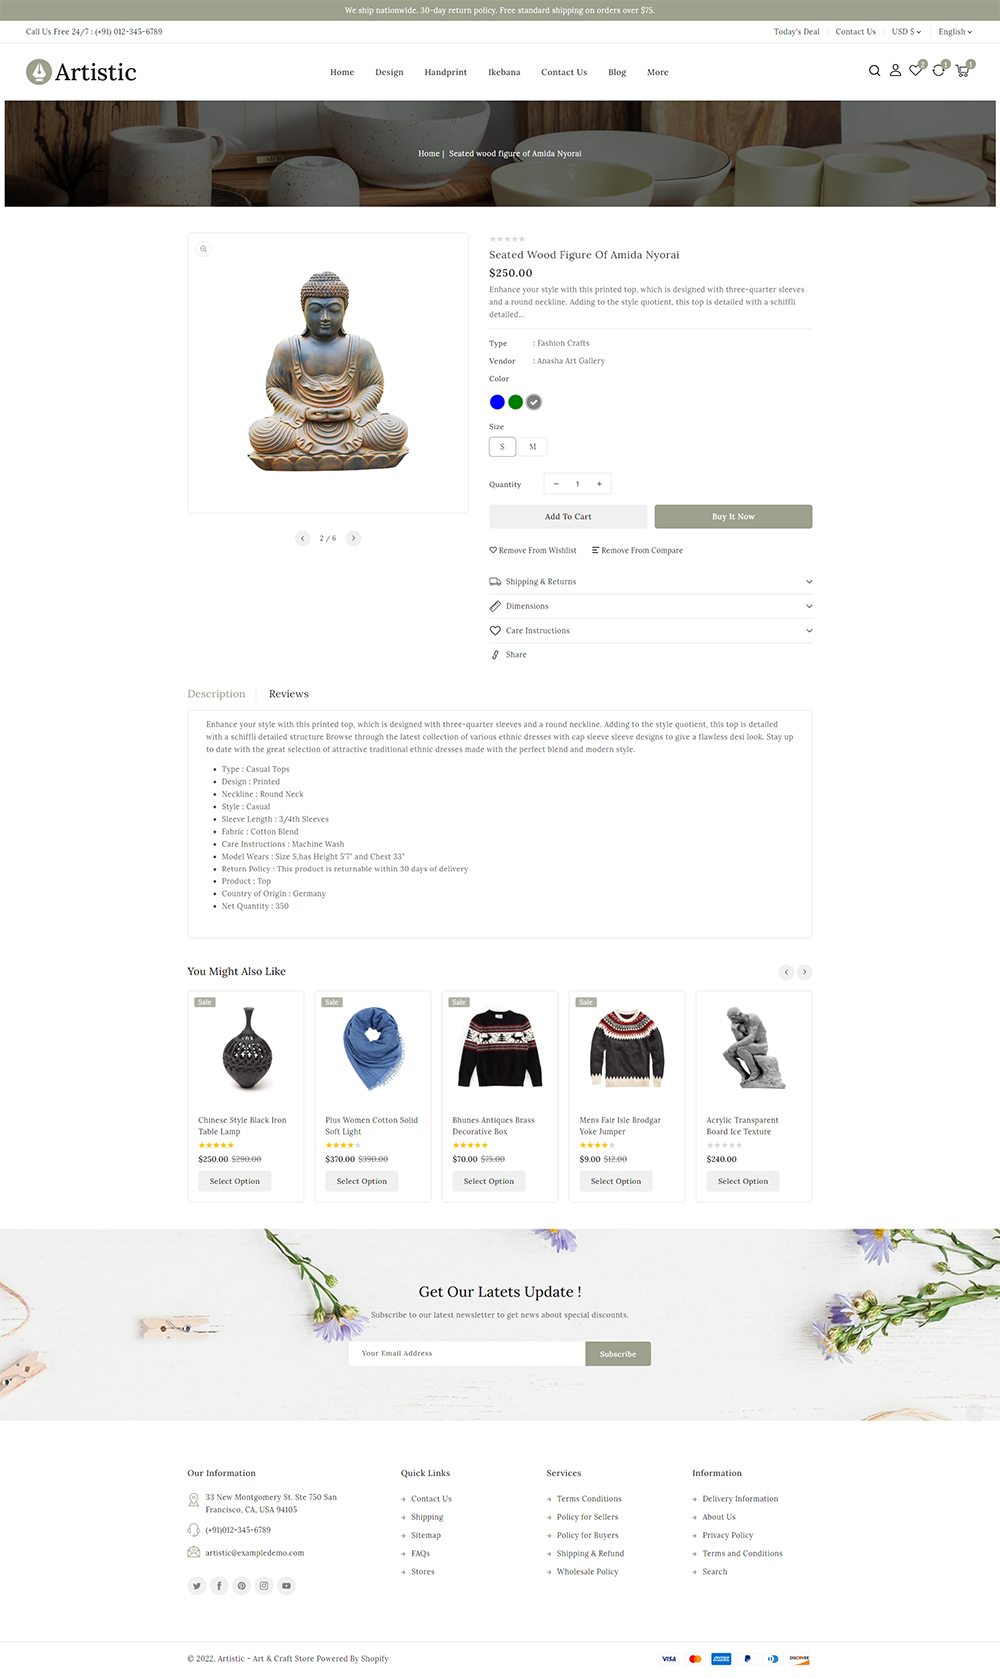 We ship nationwide. 30-day return policy. Free standard shipping on orders over $75.
Call Us Free 24/7 : (+91) 012-345-6789
Today's Deal
Contact Us
USD $
English
Artistic
Home
Design
Handprint
Ikebana
Contact Us
Blog
More
2
1
1
Home | Seated wood figure of Amida Nyorai
Seated Wood Figure Of Amida Nyorai
$250.00
Enhance your style with this printed top, which is designed with three-quarter sleeves
and a round neckline. Adding to the style quotient, this top is detailed with a schiffli
detailed...
Type : Fashion Crafts
Vendor : Anasha Art Gallery
Color
Size
S
M
Quantity
− 1 +
Add To Cart
Buy It Now
2 / 6
Remove From Wishlist
Remove From Compare
Shipping & Returns
Dimensions
Care Instructions
Share
Description
Reviews
Enhance your style with this printed top, which is designed with three-quarter sleeves and a round neckline. Adding to the style quotient, this top is detailed
with a schiffli detailed structure Browse through the latest collection of various ethnic dresses with cap sleeve sleeve designs to give a flawless desi look. Stay up
to date with the great selection of attractive traditional ethnic dresses made with the perfect blend and modern style.
Type : Casual Tops
Design : Printed
Neckline : Round Neck
Style : Casual
Sleeve Length : 3/4th Sleeves
Fabric : Cotton Blend
Care Instructions : Machine Wash
Model Wears : Size S,has Height 5'7" and Chest 33"
Return Policy : This product is returnable within 30 days of delivery
Product : Top
Country of Origin : Germany
Net Quantity : 350
You Might Also Like
Sale
Chinese Style Black Iron
Table Lamp
$250.00 $290.00
Select Option
Sale
Plus Women Cotton Solid
Soft Light
$370.00 $390.00
Select Option
Sale
Bhunes Antiques Brass
Decorative Box
$70.00 $75.00
Select Option
Sale
Mens Fair Isle Brodgar
Yoke Jumper
$9.00 $12.00
Select Option
Acrylic Transparent
Board Ice Texture
$240.00
Select Option
Get Our Latets Update !
Subscribe to our latest newsletter to get news about special discounts.
Your Email Address
Subscribe
Our Information
33 New Montgomery St. Ste 750 San
Francisco, CA, USA 94105
(+91)012-345-6789
artistic@exampledemo.com
Quick Links
Contact Us
Shipping
Sitemap
FAQs
Stores
Services
Terms Conditions
Policy for Sellers
Policy for Buyers
Shipping & Refund
Wholesale Policy
Information
Delivery Information
About Us
Privacy Policy
Terms and Conditions
Search
© 2022, Artistic - Art & Craft Store Powered By Shopify
VISA
DISCOVER